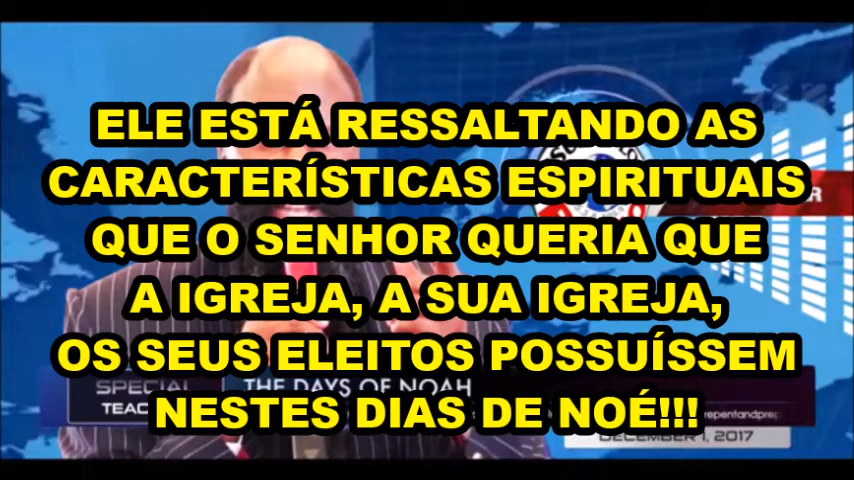 ELE ESTÁ RESSALTANDO AS
CARACTERÍSTICAS ESPIRITUAIS
QUE O SENHOR QUERIA QUE
A IGREJA, A SUA IGREJA,
OS SEUS ELEITOS POSSUÍSSEM
NESTES DIAS DE NOÉ!!!
SPECIAL
THE DAYS OF NOAH
DECEMBER 1, 2017